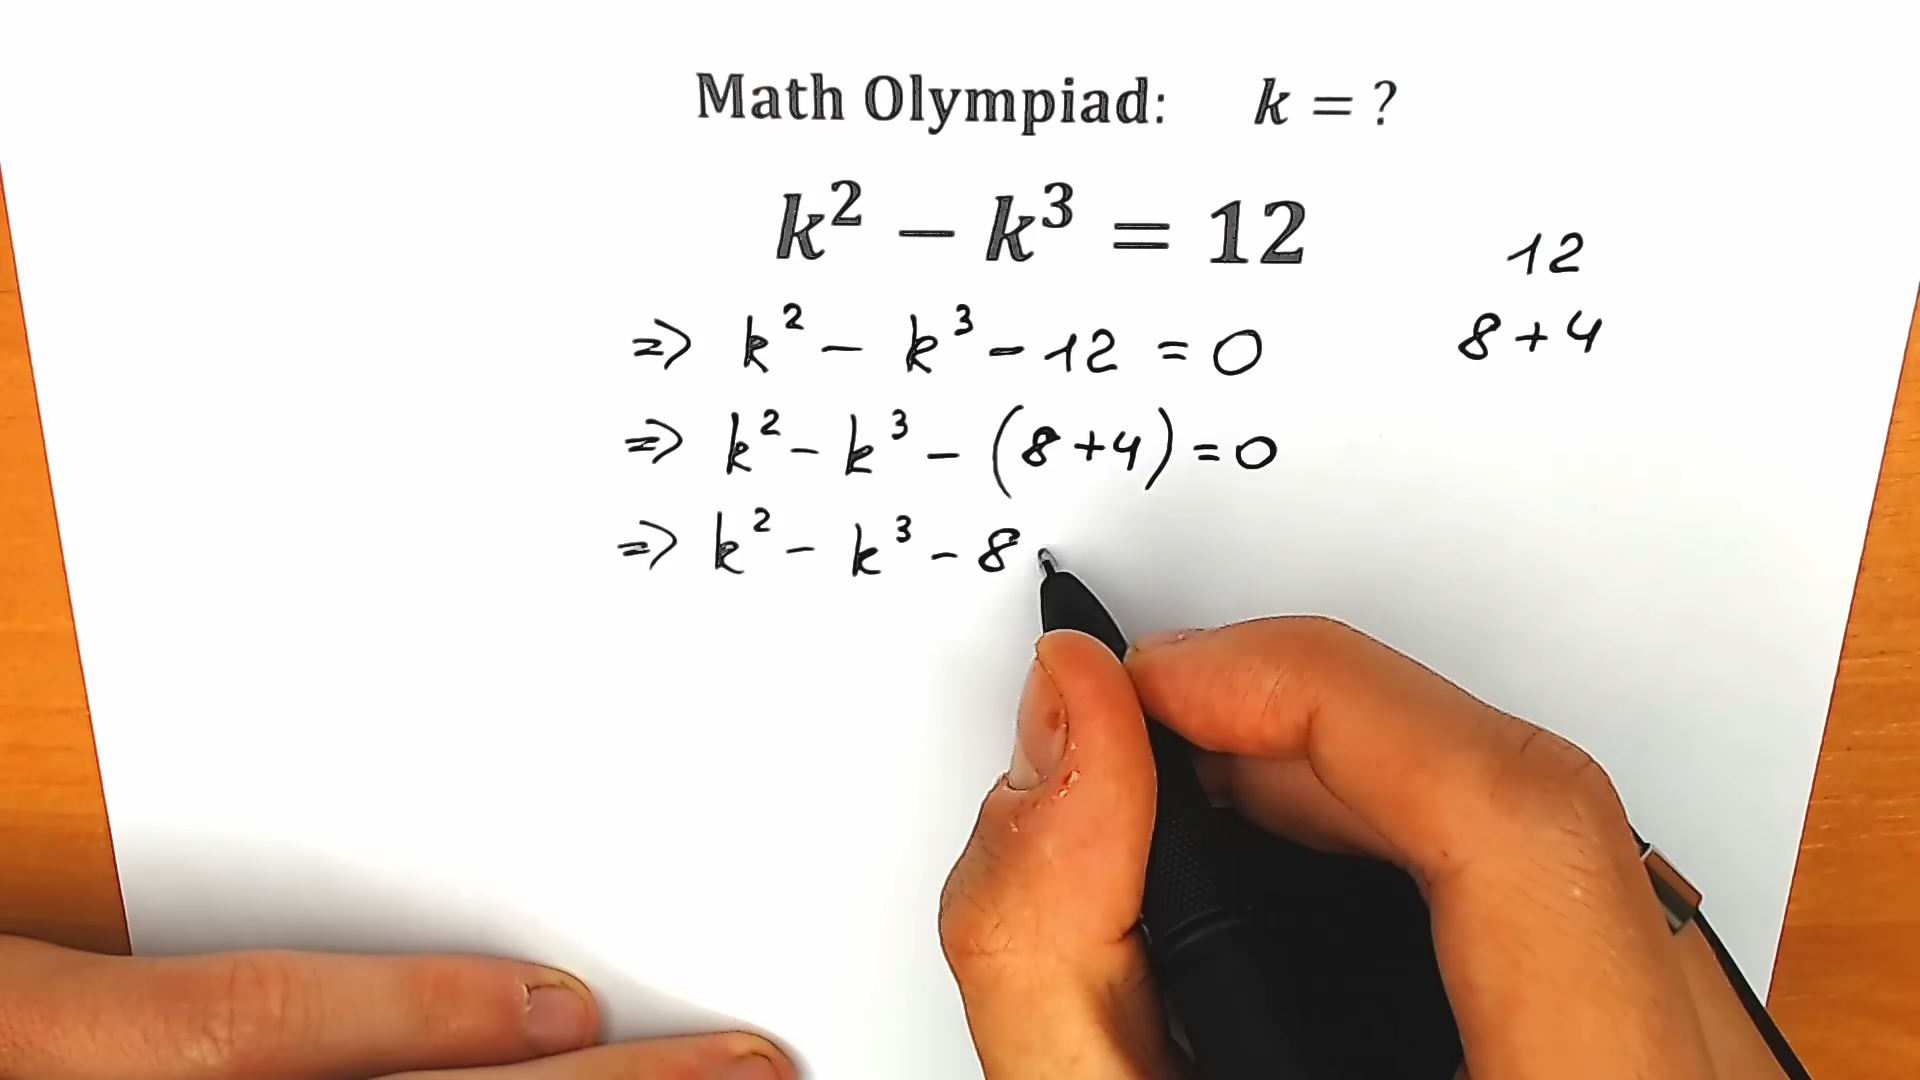 Math Olympiad: k = ?
k² − k³ = 12
12
=> k² − k³ − 12 = 0
8 + 4
=> k² − k³ − (8 + 4) = 0
=> k² − k³ − 8